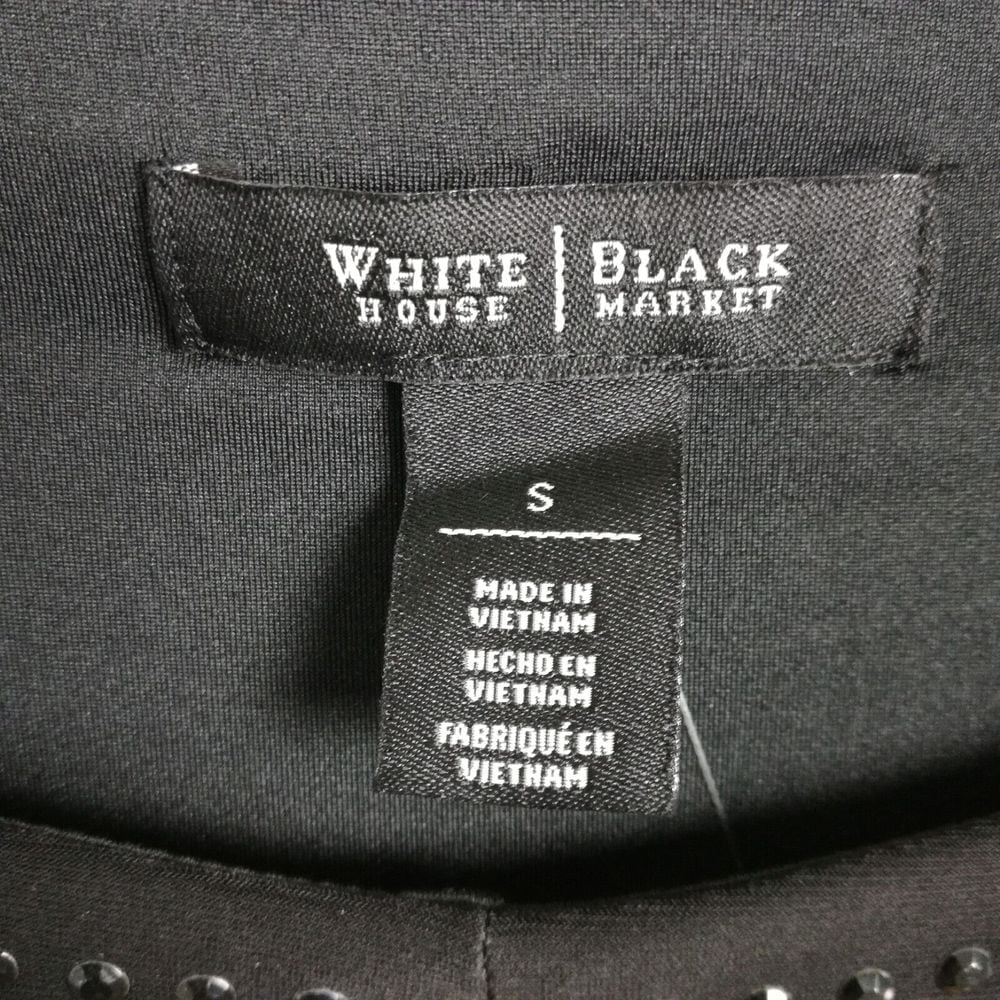 WHITE | BLACK
HOUSE | MARKET
S
MADE IN
VIETNAM
HECHO EN
VIETNAM
FABRIQUÉ EN
VIETNAM